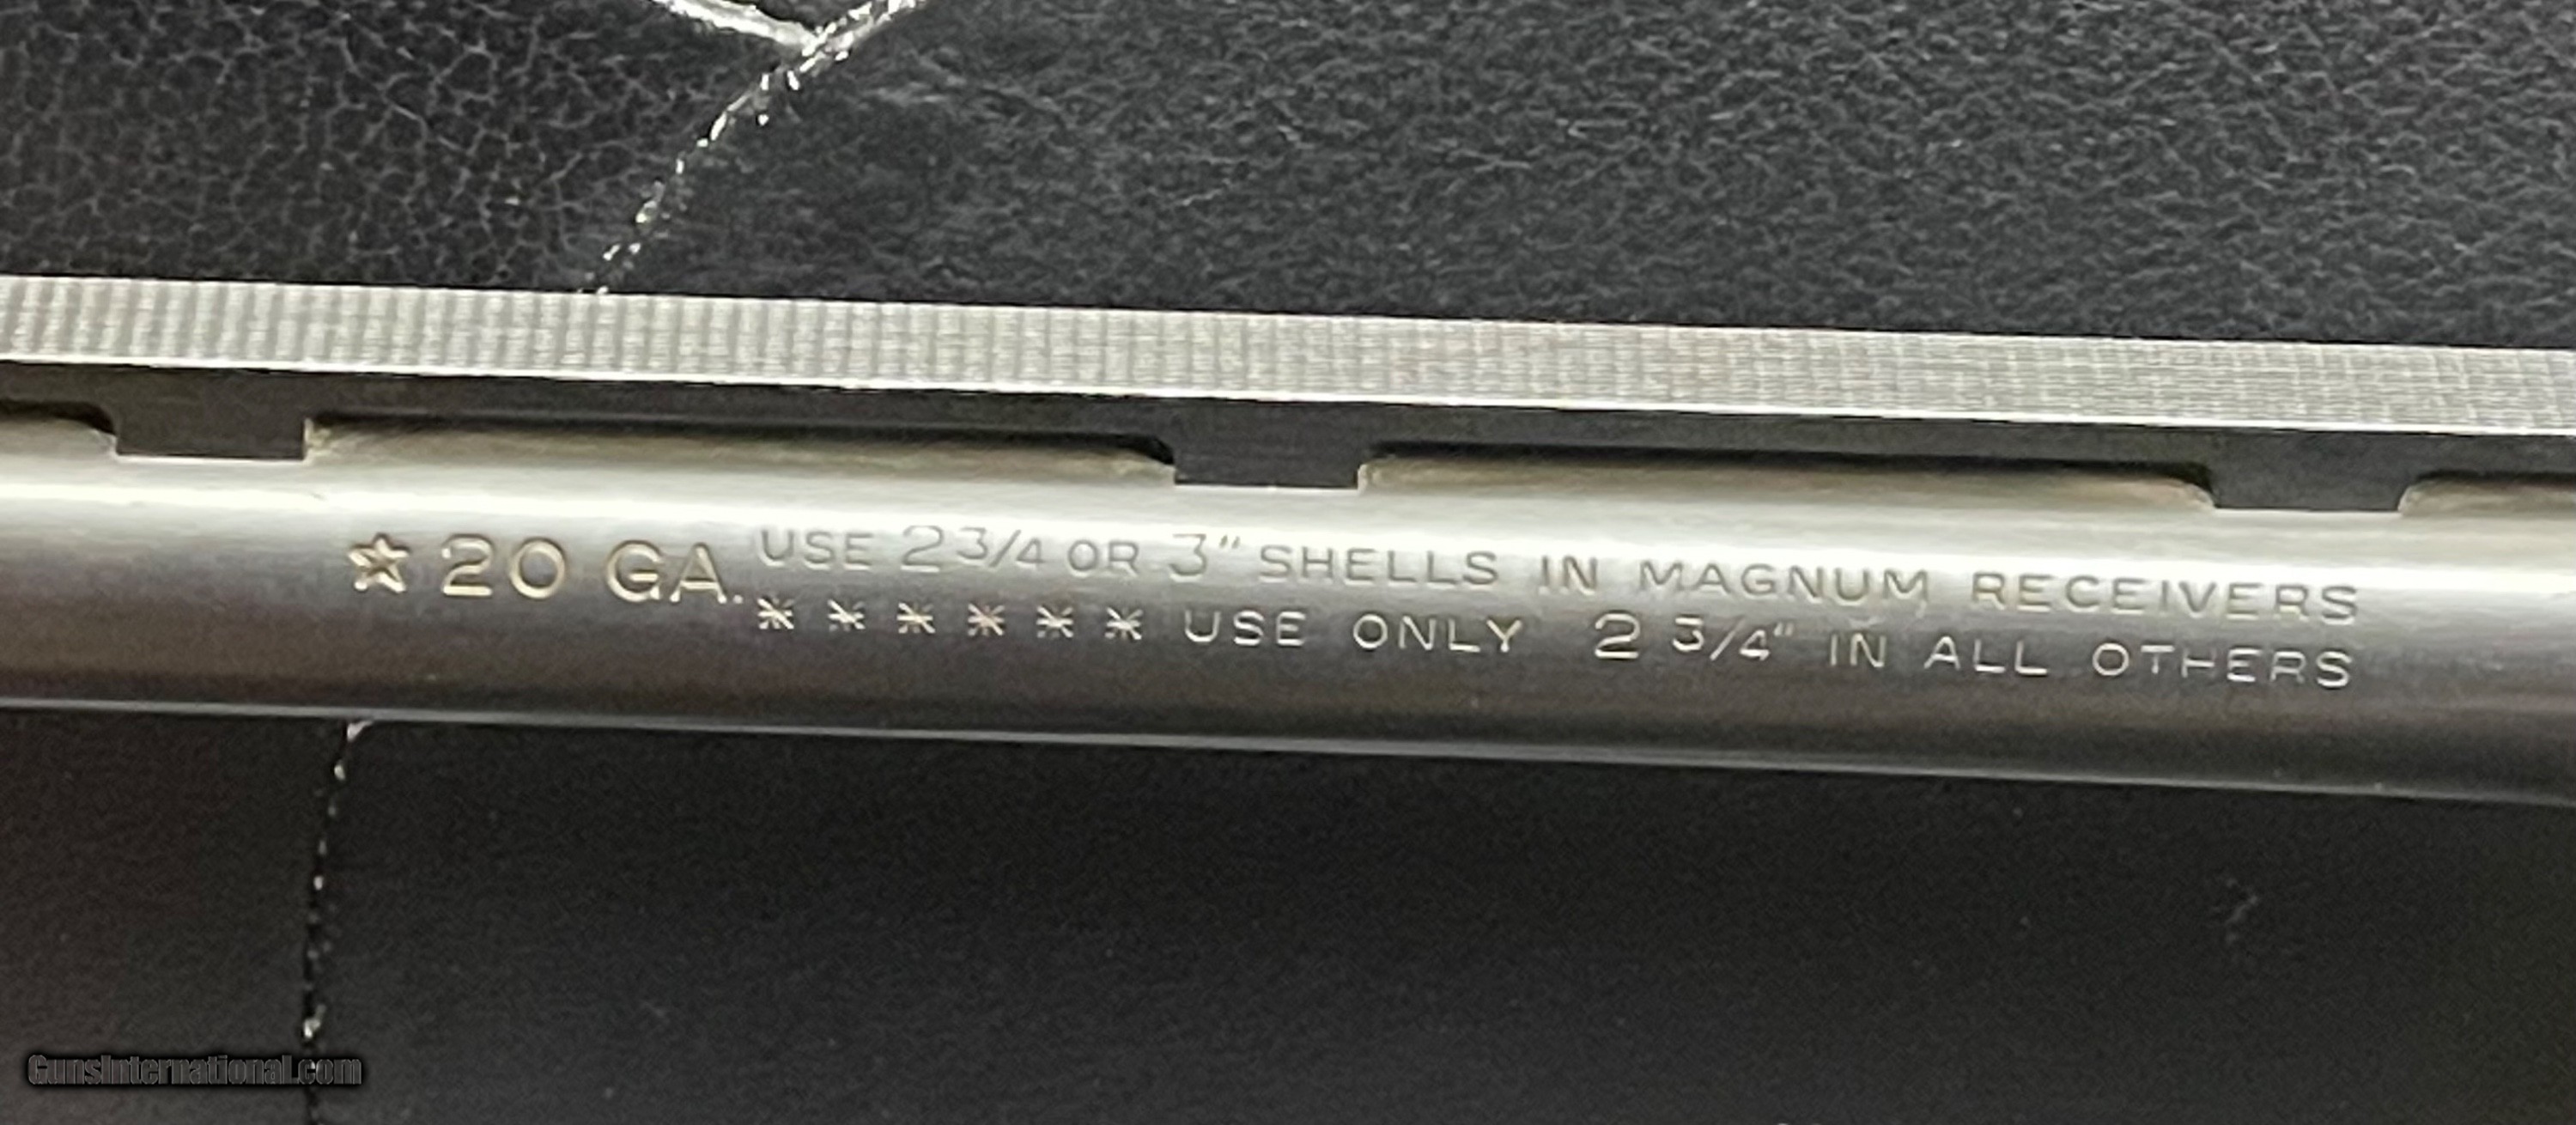 ☆ 20 GA. USE 2 3/4 OR 3" SHELLS IN MAGNUM RECEIVERS
✳ ✳ ✳ ✳ ✳ ✳ USE ONLY 2 3/4" IN ALL OTHERS
GunsInternational.com